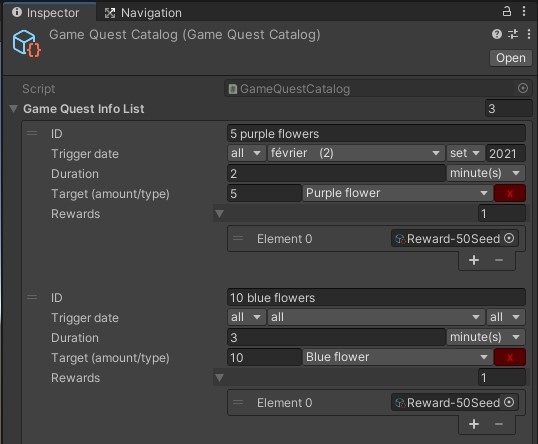 Inspector Navigation
Game Quest Catalog (Game Quest Catalog)
Open
Script GameQuestCatalog
Game Quest Info List 3
ID 5 purple flowers
Trigger date all février (2) set 2021
Duration 2 minute(s)
Target (amount/type) 5 Purple flower x
Rewards 1
Element 0 Reward-50Seed
+ −
ID 10 blue flowers
Trigger date all all all
Duration 3 minute(s)
Target (amount/type) 10 Blue flower x
Rewards 1
Element 0 Reward-50Seed
+ −